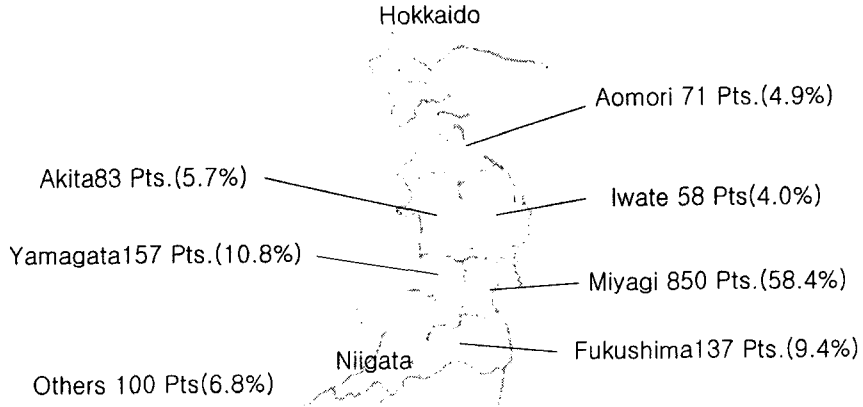 Hokkaido
Aomori 71 Pts.(4.9%)
Akita83 Pts.(5.7%)
Iwate 58 Pts(4.0%)
Yamagata157 Pts.(10.8%)
Miyagi 850 Pts.(58.4%)
Fukushima137 Pts.(9.4%)
Niigata
Others 100 Pts(6.8%)